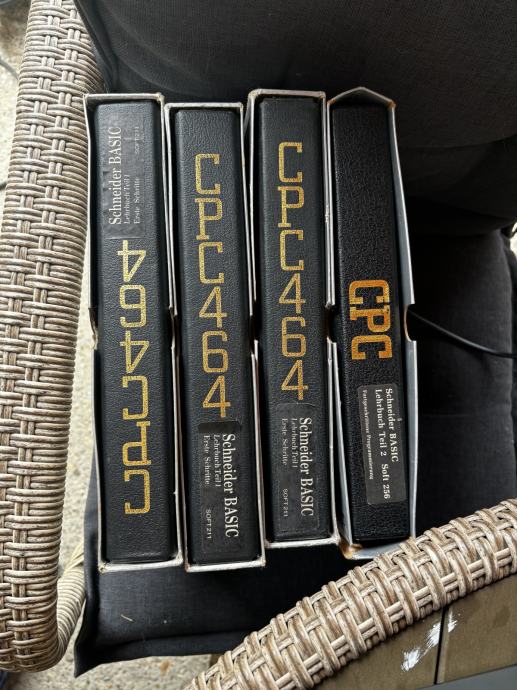 Schneider BASIC
Lehrbuch Teil 1
Erste Schritte
SOFT 211
CPC464
CPC464
Schneider BASIC
Lehrbuch Teil 1
Erste Schritte
SOFT 211
CPC464
Schneider BASIC
Lehrbuch Teil 1
Erste Schritte
SOFT 211
CPC
Schneider BASIC
Lehrbuch Teil 2 Soft 256
Fortgeschrittene Programmierung